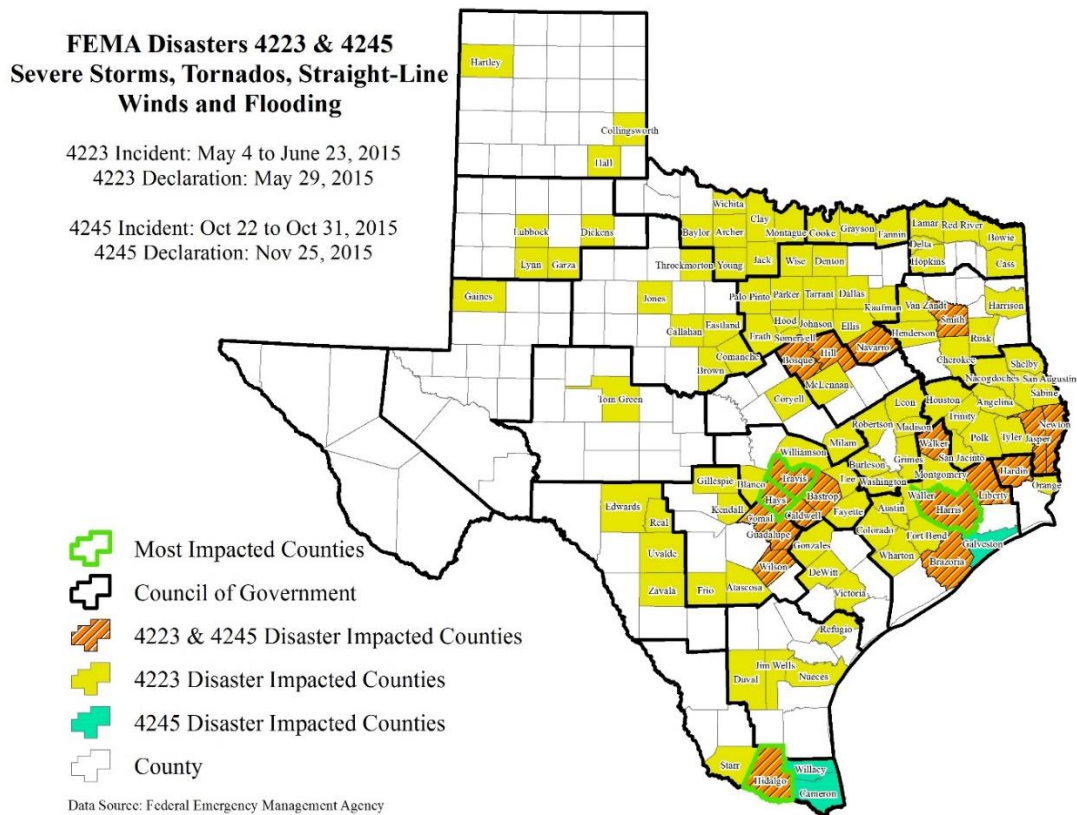 FEMA Disasters 4223 & 4245
Severe Storms, Tornados, Straight-Line
Winds and Flooding
4223 Incident: May 4 to June 23, 2015
4223 Declaration: May 29, 2015
4245 Incident: Oct 22 to Oct 31, 2015
4245 Declaration: Nov 25, 2015
Hartley
Collingsworth
Hall
Wichita
Clay
Lubbock
Dickens
Baylor
Archer
Montague
Cooke
Grayson
Fannin
Lamar
Red River
Bowie
Delta
Hopkins
Cass
Lynn
Garza
Throckmorton
Young
Jack
Wise
Denton
Gaines
Jones
Palo Pinto
Parker
Tarrant
Dallas
Kaufman
Van Zandt
Smith
Harrison
Callahan
Eastland
Hood
Johnson
Ellis
Erath
Somervell
Henderson
Rusk
Navarro
Comanche
Bosque
Hill
Cherokee
Shelby
Brown
McLennan
Nacogdoches
San Augustin
Tom Green
Coryell
Leon
Houston
Angelina
Sabine
Robertson
Madison
Trinity
Newton
Milam
Walker
Polk
Tyler
Jasper
Williamson
Grimes
San Jacinto
Burleson
Hardin
Gillespie
Blanco
Travis
Lee
Washington
Montgomery
Orange
Liberty
Edwards
Kendall
Hays
Bastrop
Waller
Harris
Real
Comal
Caldwell
Fayette
Austin
Guadalupe
Colorado
Fort Bend
Galveston
Uvalde
Gonzales
Wharton
Brazoria
Wilson
DeWitt
Zavala
Frio
Atascosa
Victoria
Refugio
Jim Wells
Duval
Nueces
Starr
Hidalgo
Willacy
Cameron
Most Impacted Counties
Council of Government
4223 & 4245 Disaster Impacted Counties
4223 Disaster Impacted Counties
4245 Disaster Impacted Counties
County
Data Source: Federal Emergency Management Agency